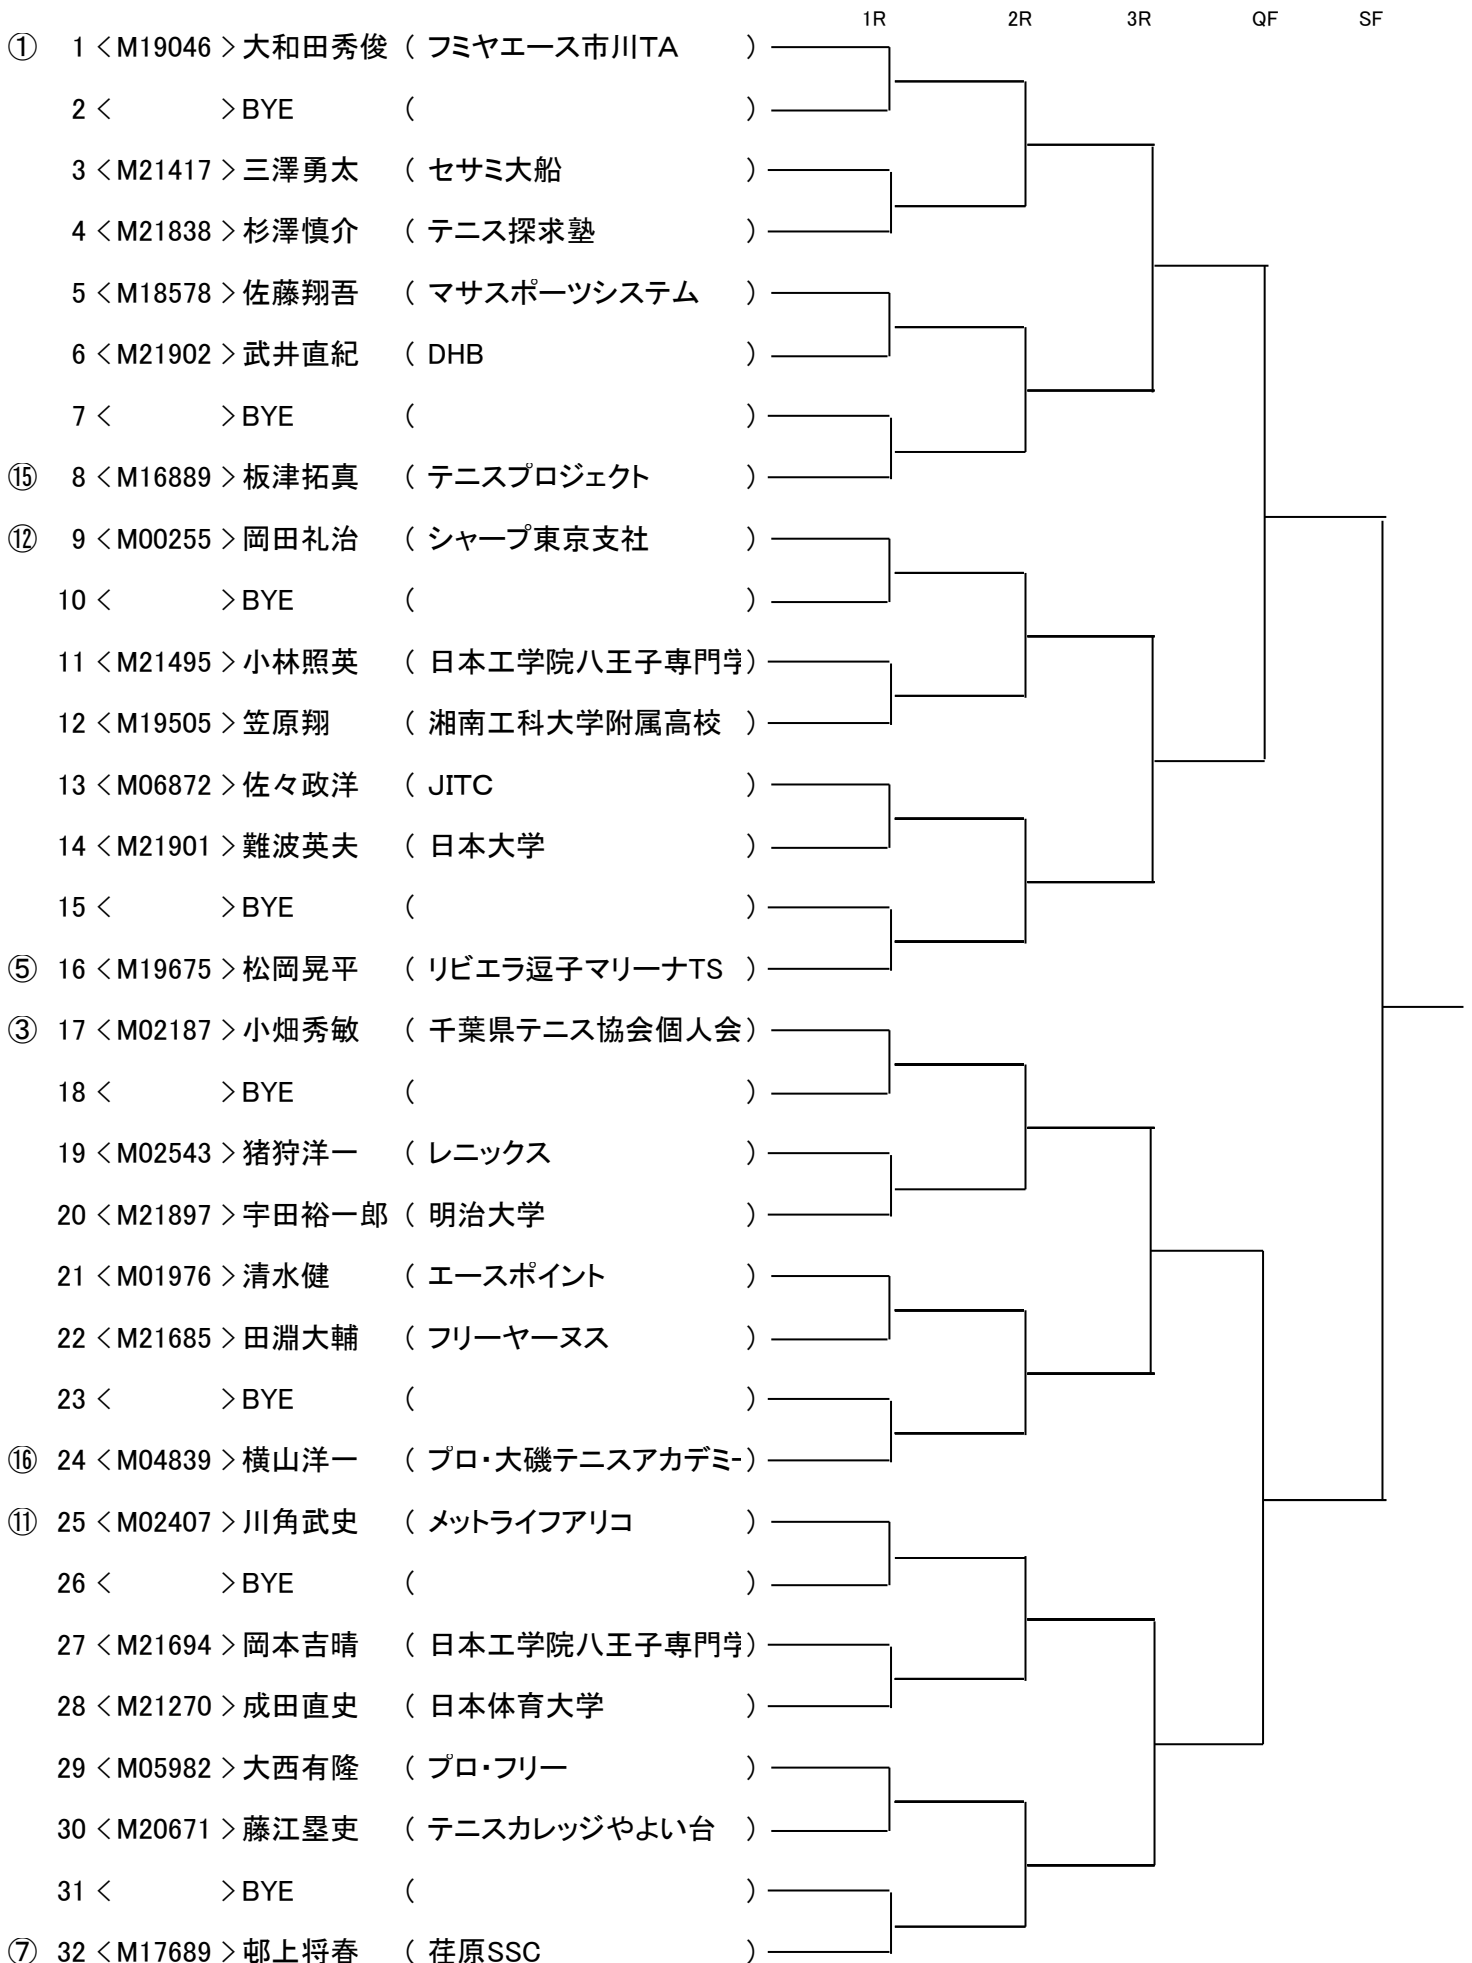 1R 2R 3R QF SF
① 1 <M19046> 大和田秀俊 ( フミヤエース市川TA )
2 < > BYE ( )
3 <M21417> 三澤勇太 ( セサミ大船 )
4 <M21838> 杉澤慎介 ( テニス探求塾 )
5 <M18578> 佐藤翔吾 ( マサスポーツシステム )
6 <M21902> 武井直紀 ( DHB )
7 < > BYE ( )
⑮ 8 <M16889> 板津拓真 ( テニスプロジェクト )
⑫ 9 <M00255> 岡田礼治 ( シャープ東京支社 )
10 < > BYE ( )
11 <M21495> 小林照英 ( 日本工学院八王子専門学)
12 <M19505> 笠原翔 ( 湘南工科大学附属高校 )
13 <M06872> 佐々政洋 ( JITC )
14 <M21901> 難波英夫 ( 日本大学 )
15 < > BYE ( )
⑤ 16 <M19675> 松岡晃平 ( リビエラ逗子マリーナTS )
③ 17 <M02187> 小畑秀敏 ( 千葉県テニス協会個人会)
18 < > BYE ( )
19 <M02543> 猪狩洋一 ( レニックス )
20 <M21897> 宇田裕一郎 ( 明治大学 )
21 <M01976> 清水健 ( エースポイント )
22 <M21685> 田淵大輔 ( フリーヤーヌス )
23 < > BYE ( )
⑯ 24 <M04839> 横山洋一 ( プロ・大磯テニスアカデミー)
⑪ 25 <M02407> 川角武史 ( メットライフアリコ )
26 < > BYE ( )
27 <M21694> 岡本吉晴 ( 日本工学院八王子専門学)
28 <M21270> 成田直史 ( 日本体育大学 )
29 <M05982> 大西有隆 ( プロ・フリー )
30 <M20671> 藤江塁吏 ( テニスカレッジやよい台 )
31 < > BYE ( )
⑦ 32 <M17689> 邨上将春 ( 荏原SSC )